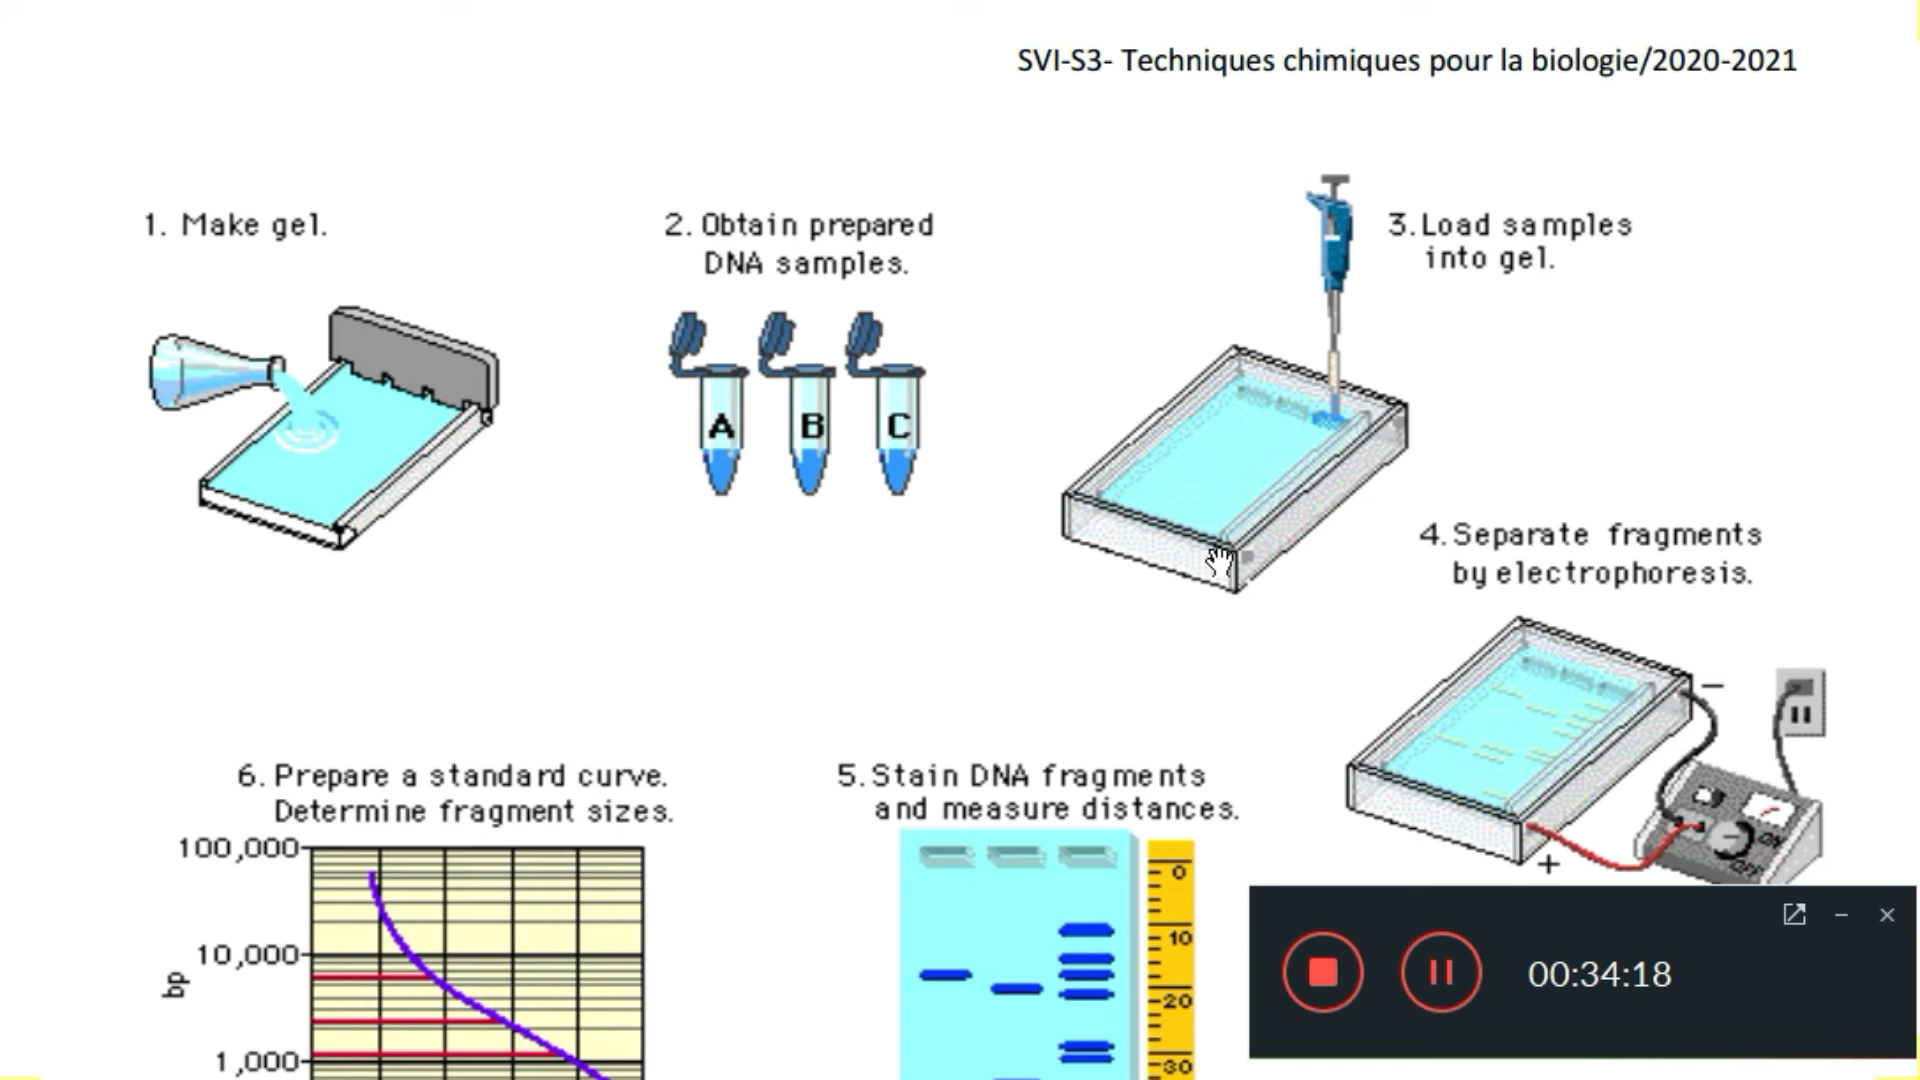 SVI-S3- Techniques chimiques pour la biologie/2020-2021
1. Make gel.
2. Obtain prepared
DNA samples.
3. Load samples
into gel.
A B C
4. Separate fragments
by electrophoresis.
−
+
ON
OFF
6. Prepare a standard curve.
Determine fragment sizes.
100,000
10,000
bp
1,000
5. Stain DNA fragments
and measure distances.
0
10
20
30
00:34:18